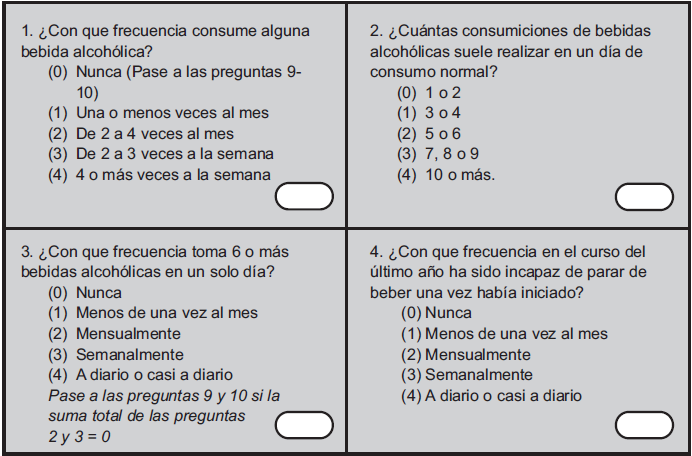 1. ¿Con que frecuencia consume alguna
bebida alcohólica?
(0) Nunca (Pase a las preguntas 9-
10)
(1) Una o menos veces al mes
(2) De 2 a 4 veces al mes
(3) De 2 a 3 veces a la semana
(4) 4 o más veces a la semana
2. ¿Cuántas consumiciones de bebidas
alcohólicas suele realizar en un día de
consumo normal?
(0) 1 o 2
(1) 3 o 4
(2) 5 o 6
(3) 7, 8 o 9
(4) 10 o más.
3. ¿Con que frecuencia toma 6 o más
bebidas alcohólicas en un solo día?
(0) Nunca
(1) Menos de una vez al mes
(2) Mensualmente
(3) Semanalmente
(4) A diario o casi a diario
Pase a las preguntas 9 y 10 si la
suma total de las preguntas
2 y 3 = 0
4. ¿Con que frecuencia en el curso del
último año ha sido incapaz de parar de
beber una vez había iniciado?
(0) Nunca
(1) Menos de una vez al mes
(2) Mensualmente
(3) Semanalmente
(4) A diario o casi a diario